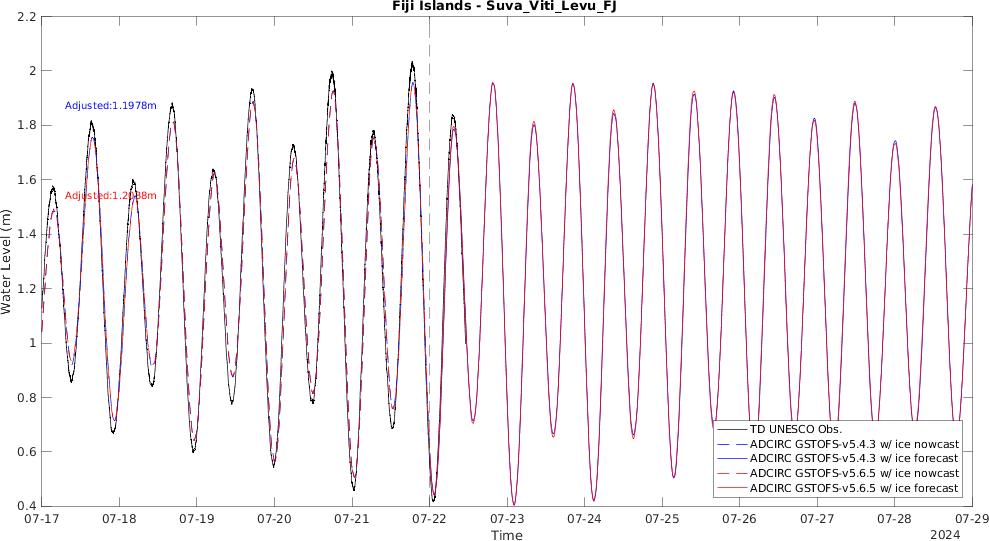 Fiji Islands - Suva_Viti_Levu_FJ
2.2
2
1.8
1.6
1.4
1.2
1
0.8
0.6
0.4
Water Level (m)
Adjusted:1.1978m
Adjusted:1.2038m
TD UNESCO Obs.
ADCIRC GSTOFS-v5.4.3 w/ ice nowcast
ADCIRC GSTOFS-v5.4.3 w/ ice forecast
ADCIRC GSTOFS-v5.6.5 w/ ice nowcast
ADCIRC GSTOFS-v5.6.5 w/ ice forecast
07-17 07-18 07-19 07-20 07-21 07-22 07-23 07-24 07-25 07-26 07-27 07-28 07-29
Time
2024